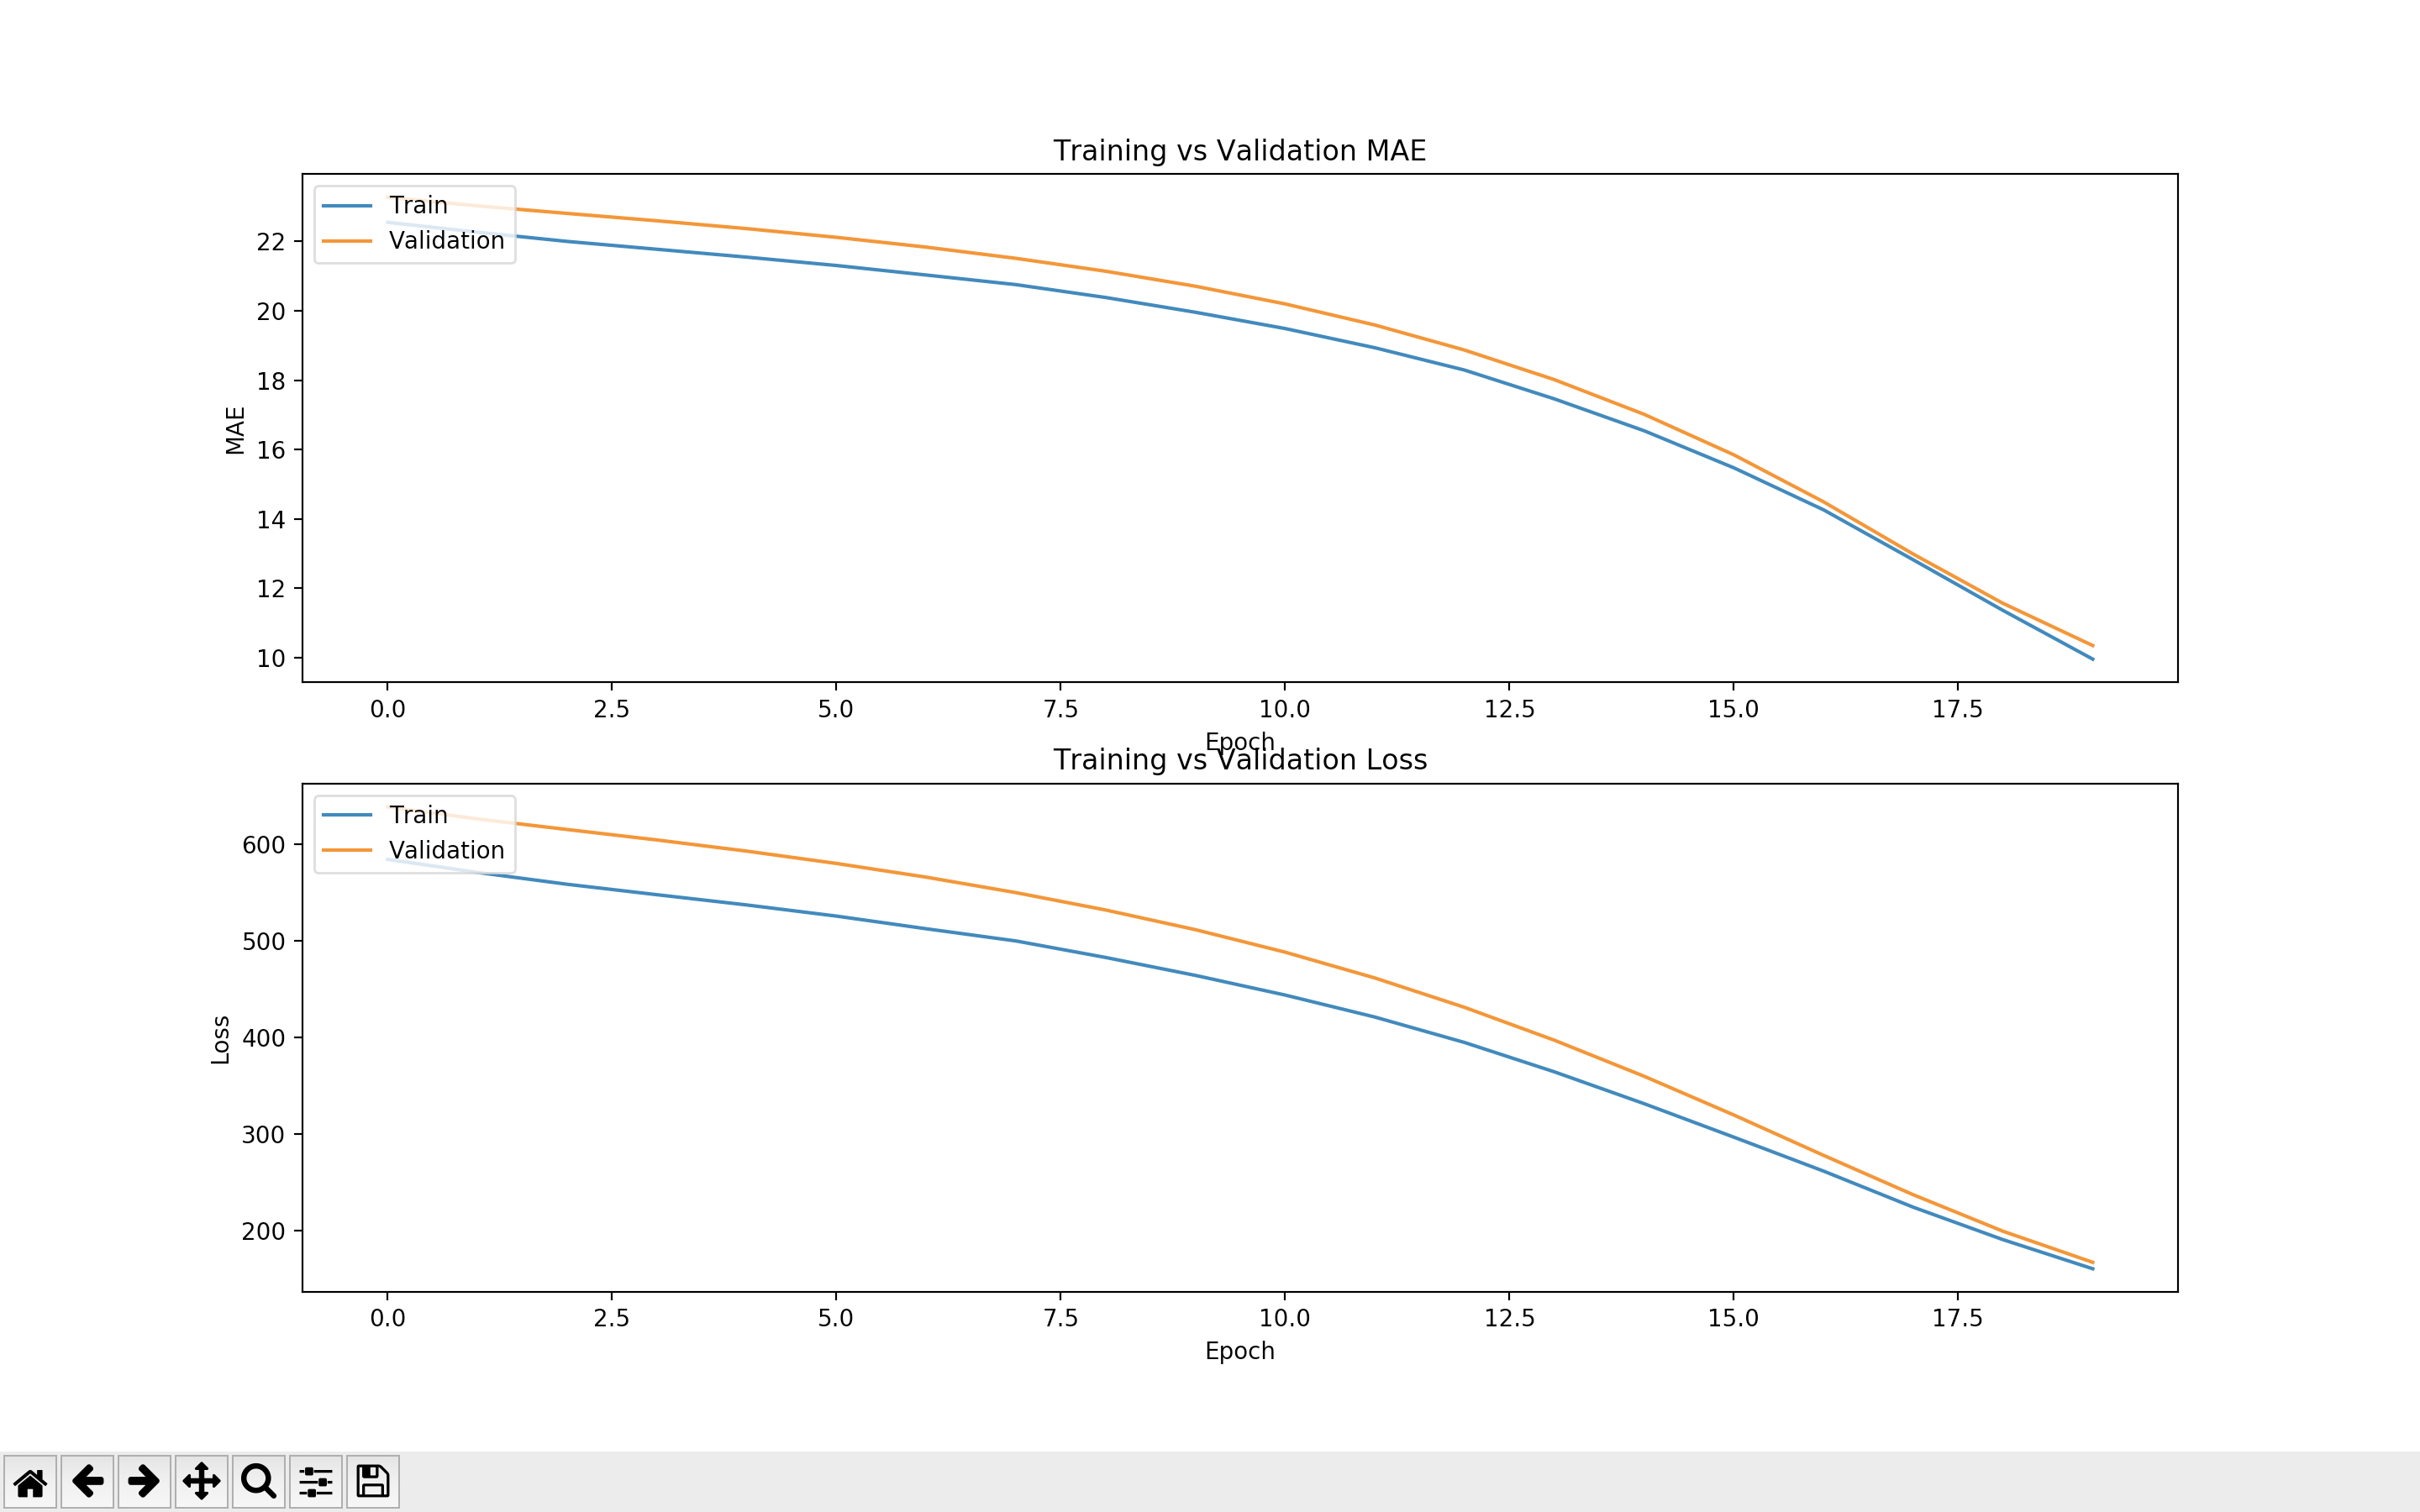 Training vs Validation MAE
Train
Validation
22
20
18
16
14
12
10
MAE
0.0 2.5 5.0 7.5 10.0 12.5 15.0 17.5
Epoch
Training vs Validation Loss
Train
Validation
600
500
400
300
200
Loss
0.0 2.5 5.0 7.5 10.0 12.5 15.0 17.5
Epoch